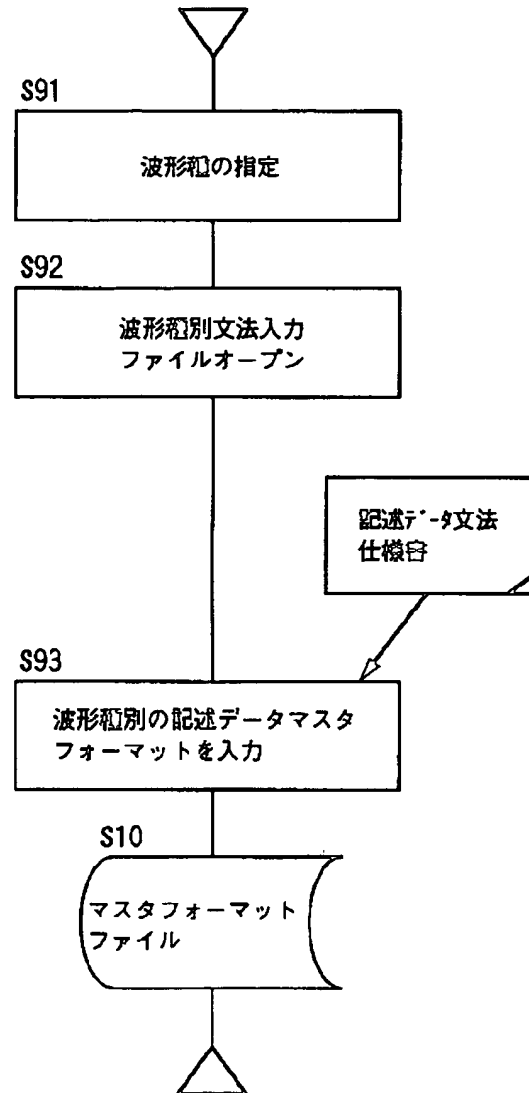 S91
波形種の指定
S92
波形種別文法入力
ファイルオープン
記述データ文法
仕様書
S93
波形種別の記述データマスタ
フォーマットを入力
S10
マスタフォーマット
ファイル